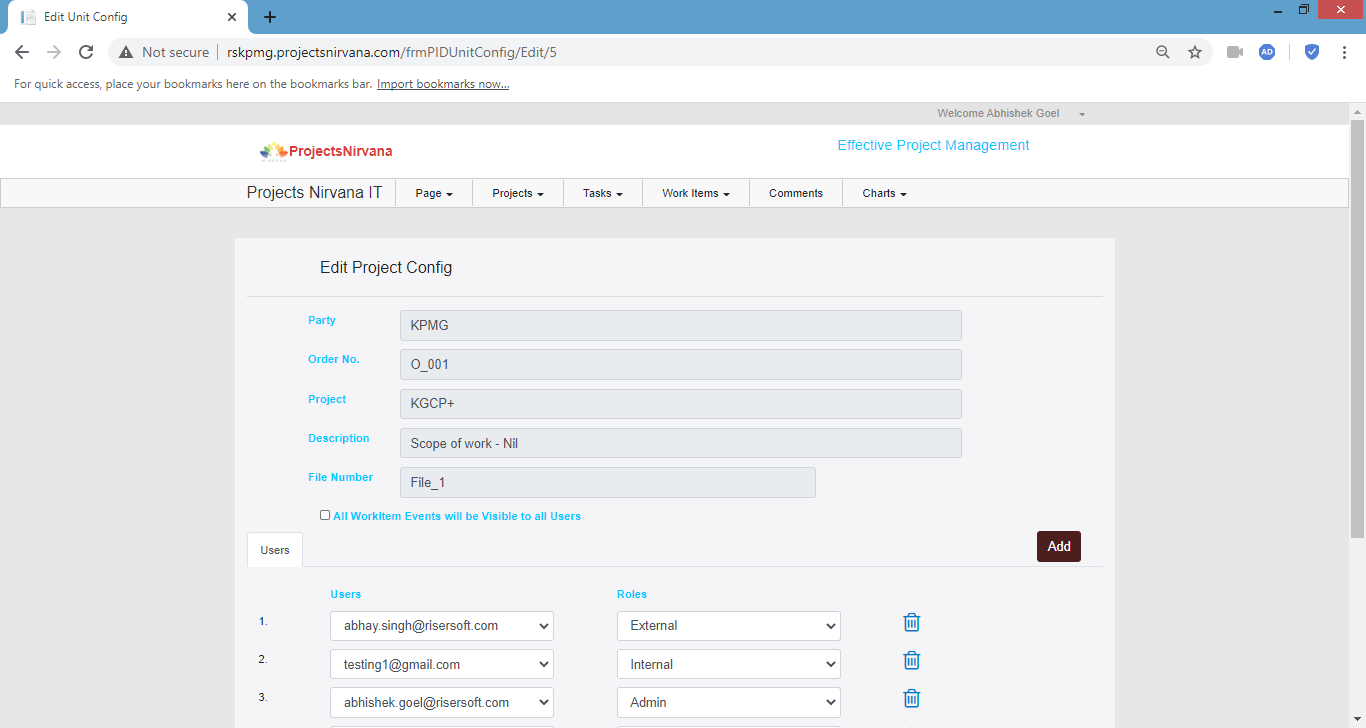 Edit Unit Config
Not secure rskpmg.projectsnirvana.com/frmPIDUnitConfig/Edit/5
AD
For quick access, place your bookmarks here on the bookmarks bar. Import bookmarks now...
Welcome Abhishek Goel
ProjectsNirvana
Effective Project Management
Projects Nirvana IT Page Projects Tasks Work Items Comments Charts
Edit Project Config
Party KPMG
Order No. O_001
Project KGCP+
Description Scope of work - Nil
File Number File_1
All WorkItem Events will be Visible to all Users
Users Add
Users Roles
1. abhay.singh@risersoft.com External
2. testing1@gmail.com Internal
3. abhishek.goel@risersoft.com Admin